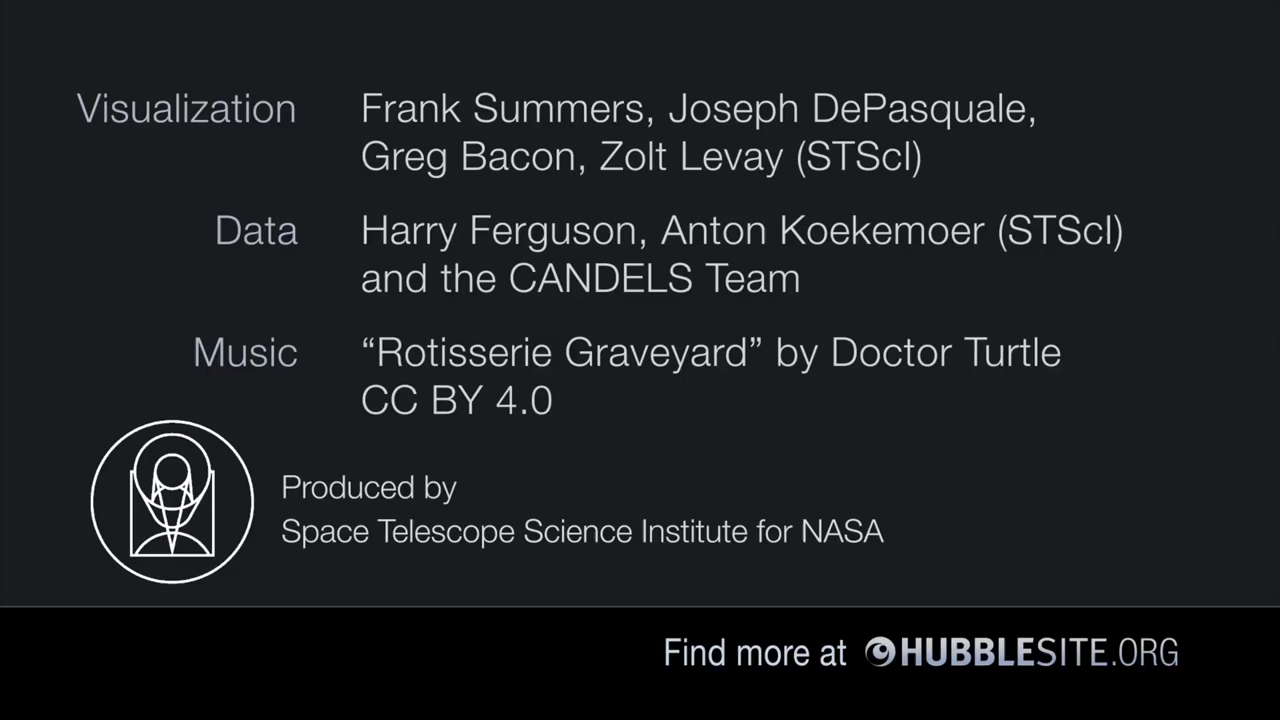 Visualization Frank Summers, Joseph DePasquale,
Greg Bacon, Zolt Levay (STScI)
Data Harry Ferguson, Anton Koekemoer (STScI)
and the CANDELS Team
Music “Rotisserie Graveyard” by Doctor Turtle
CC BY 4.0
Produced by
Space Telescope Science Institute for NASA
Find more at HUBBLESITE.ORG